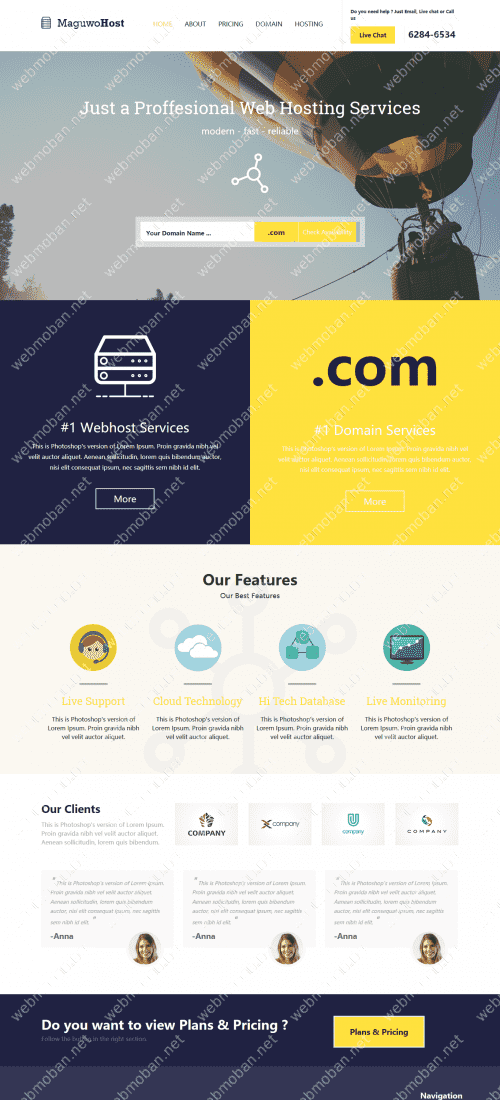 MaguwoHost
HOME ABOUT PRICING DOMAIN HOSTING
Do you need help ? Just Email, Live chat or Call
us
Live Chat
6284-6534
Just a Proffesional Web Hosting Services
modern - fast - reliable
Your Domain Name ...
.com
Check Availability
#1 Webhost Services
This is Photoshop's version of Lorem Ipsum. Proin gravida nibh vel
velit auctor aliquet. Aenean sollicitudin, lorem quis bibendum auctor,
nisi elit consequat ipsum, nec sagittis sem nibh id elit.
More
.com
#1 Domain Services
This is Photoshop's version of Lorem Ipsum. Proin gravida nibh vel
velit auctor aliquet. Aenean sollicitudin, lorem quis bibendum auctor,
nisi elit consequat ipsum, nec sagittis sem nibh id elit.
More
Our Features
Our Best Features
Live Support
This is Photoshop's version of
Lorem Ipsum. Proin gravida nibh
vel velit auctor aliquet.
Cloud Technology
This is Photoshop's version of
Lorem Ipsum. Proin gravida nibh
vel velit auctor aliquet.
Hi Tech Database
This is Photoshop's version of
Lorem Ipsum. Proin gravida nibh
vel velit auctor aliquet.
Live Monitoring
This is Photoshop's version of
Lorem Ipsum. Proin gravida nibh
vel velit auctor aliquet.
Our Clients
This is Photoshop's version of Lorem Ipsum.
Proin gravida nibh vel velit auctor aliquet.
Aenean sollicitudin, lorem quis bibendum.
COMPANY
company
company
COMPANY
" This is Photoshop's version of Lorem Ipsum.
Proin gravida nibh vel velit auctor aliquet.
Aenean sollicitudin, lorem quis bibendum
auctor, nisi elit consequat ipsum, nec sagittis
sem nibh id elit. "
-Anna
" This is Photoshop's version of Lorem Ipsum.
Proin gravida nibh vel velit auctor aliquet.
Aenean sollicitudin, lorem quis bibendum
auctor, nisi elit consequat ipsum, nec sagittis
sem nibh id elit. "
-Anna
" This is Photoshop's version of Lorem Ipsum.
Proin gravida nibh vel velit auctor aliquet.
Aenean sollicitudin, lorem quis bibendum
auctor, nisi elit consequat ipsum, nec sagittis
sem nibh id elit. "
-Anna
Do you want to view Plans & Pricing ?
Follow the button in the right section.
Plans & Pricing
Navigation
webmoban.net